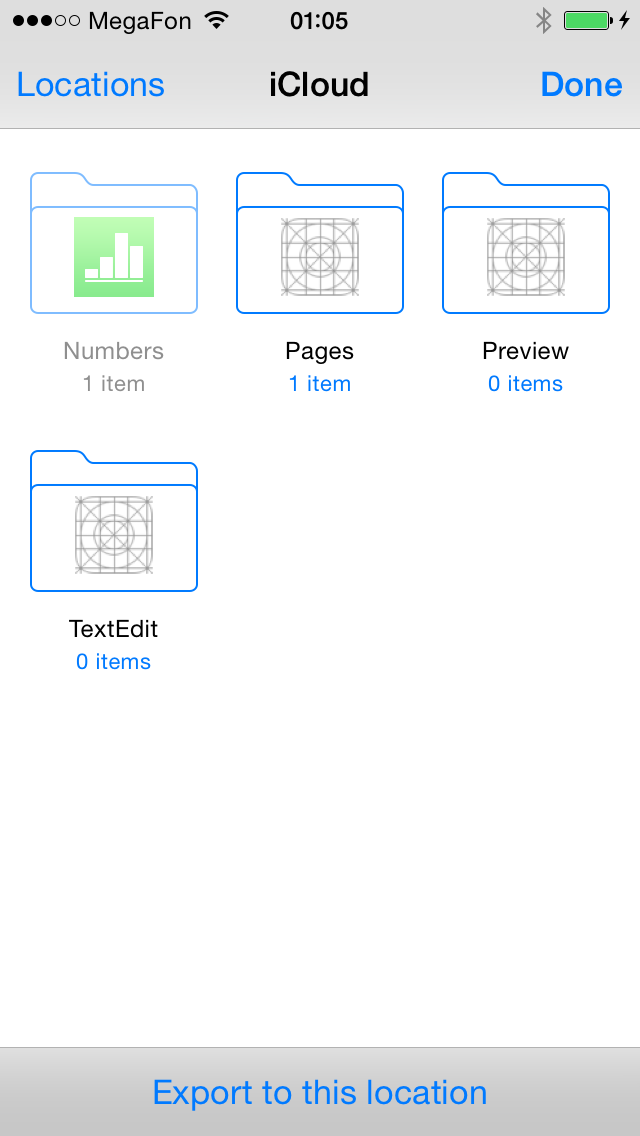 MegaFon 01:05
Locations iCloud Done
Numbers Pages Preview
1 item 1 item 0 items
TextEdit
0 items
Export to this location